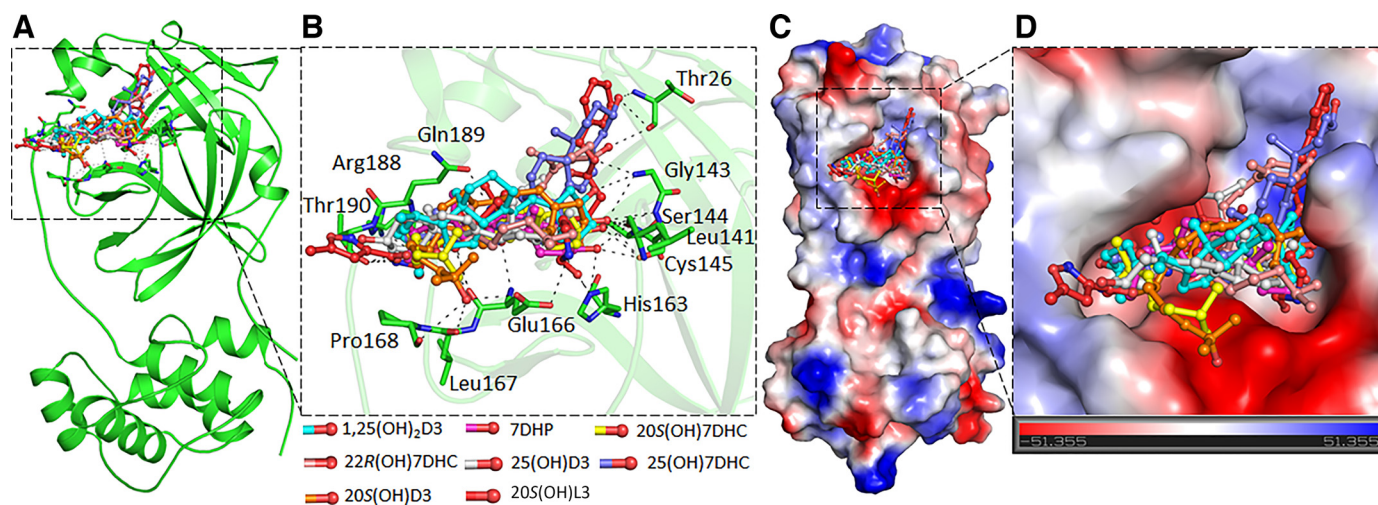 A B C D
Thr26
Gln189
Arg188
Gly143
Thr190
Ser144
Leu141
Cys145
His163
Glu166
Pro168
Leu167
1,25(OH)₂D3 7DHP 20S(OH)7DHC
22R(OH)7DHC 25(OH)D3 25(OH)7DHC
20S(OH)D3 20S(OH)L3
-51.355 51.355